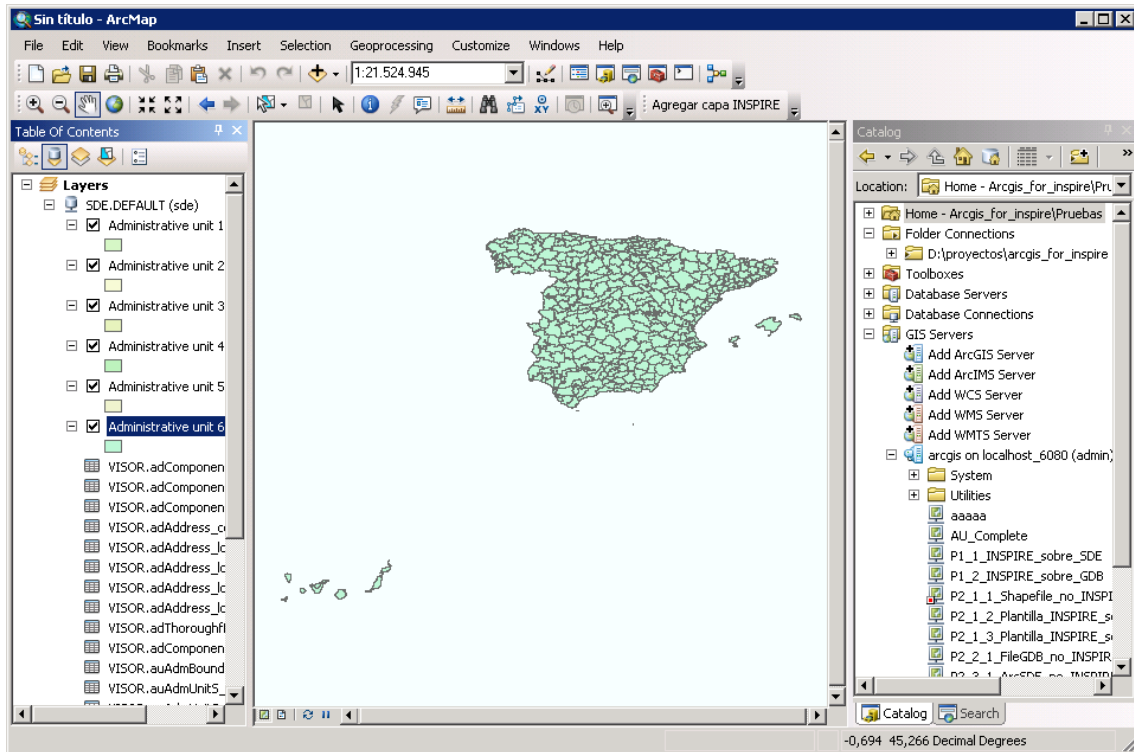 Sin título - ArcMap
File Edit View Bookmarks Insert Selection Geoprocessing Customize Windows Help
1:21.524.945
Agregar capa INSPIRE
Table Of Contents
Layers
SDE.DEFAULT (sde)
Administrative unit 1
Administrative unit 2
Administrative unit 3
Administrative unit 4
Administrative unit 5
Administrative unit 6
VISOR.adComponen
VISOR.adComponen
VISOR.adComponen
VISOR.adAddress_c
VISOR.adAddress_lo
VISOR.adAddress_lo
VISOR.adAddress_lo
VISOR.adAddress_lo
VISOR.adThoroughf
VISOR.adComponen
VISOR.auAdmBound
VISOR.auAdmUnitS_
Catalog
Location: Home - Arcgis_for_inspire\Pru
Home - Arcgis_for_inspire\Pruebas
Folder Connections
D:\proyectos\arcgis_for_inspire
Toolboxes
Database Servers
Database Connections
GIS Servers
Add ArcGIS Server
Add ArcIMS Server
Add WCS Server
Add WMS Server
Add WMTS Server
arcgis on localhost_6080 (admin)
System
Utilities
aaaaa
AU_Complete
P1_1_INSPIRE_sobre_SDE
P1_2_INSPIRE_sobre_GDB
P2_1_1_Shapefile_no_INSPI
P2_1_2_Plantilla_INSPIRE_s
P2_1_3_Plantilla_INSPIRE_s
P2_2_1_FileGDB_no_INSPIR
P2_3_1_ArcSDE_no_INSPIR
Catalog Search
-0,694 45,266 Decimal Degrees